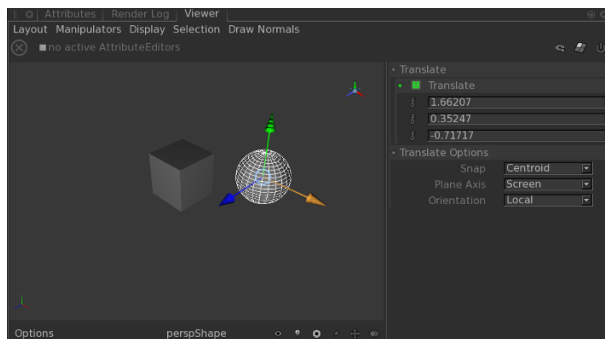 Attributes Render Log Viewer
Layout Manipulators Display Selection Draw Normals
no active AttributeEditors
Translate
Translate
1.66207
0.35247
-0.71717
Translate Options
Snap Centroid
Plane Axis Screen
Orientation Local
Options perspShape